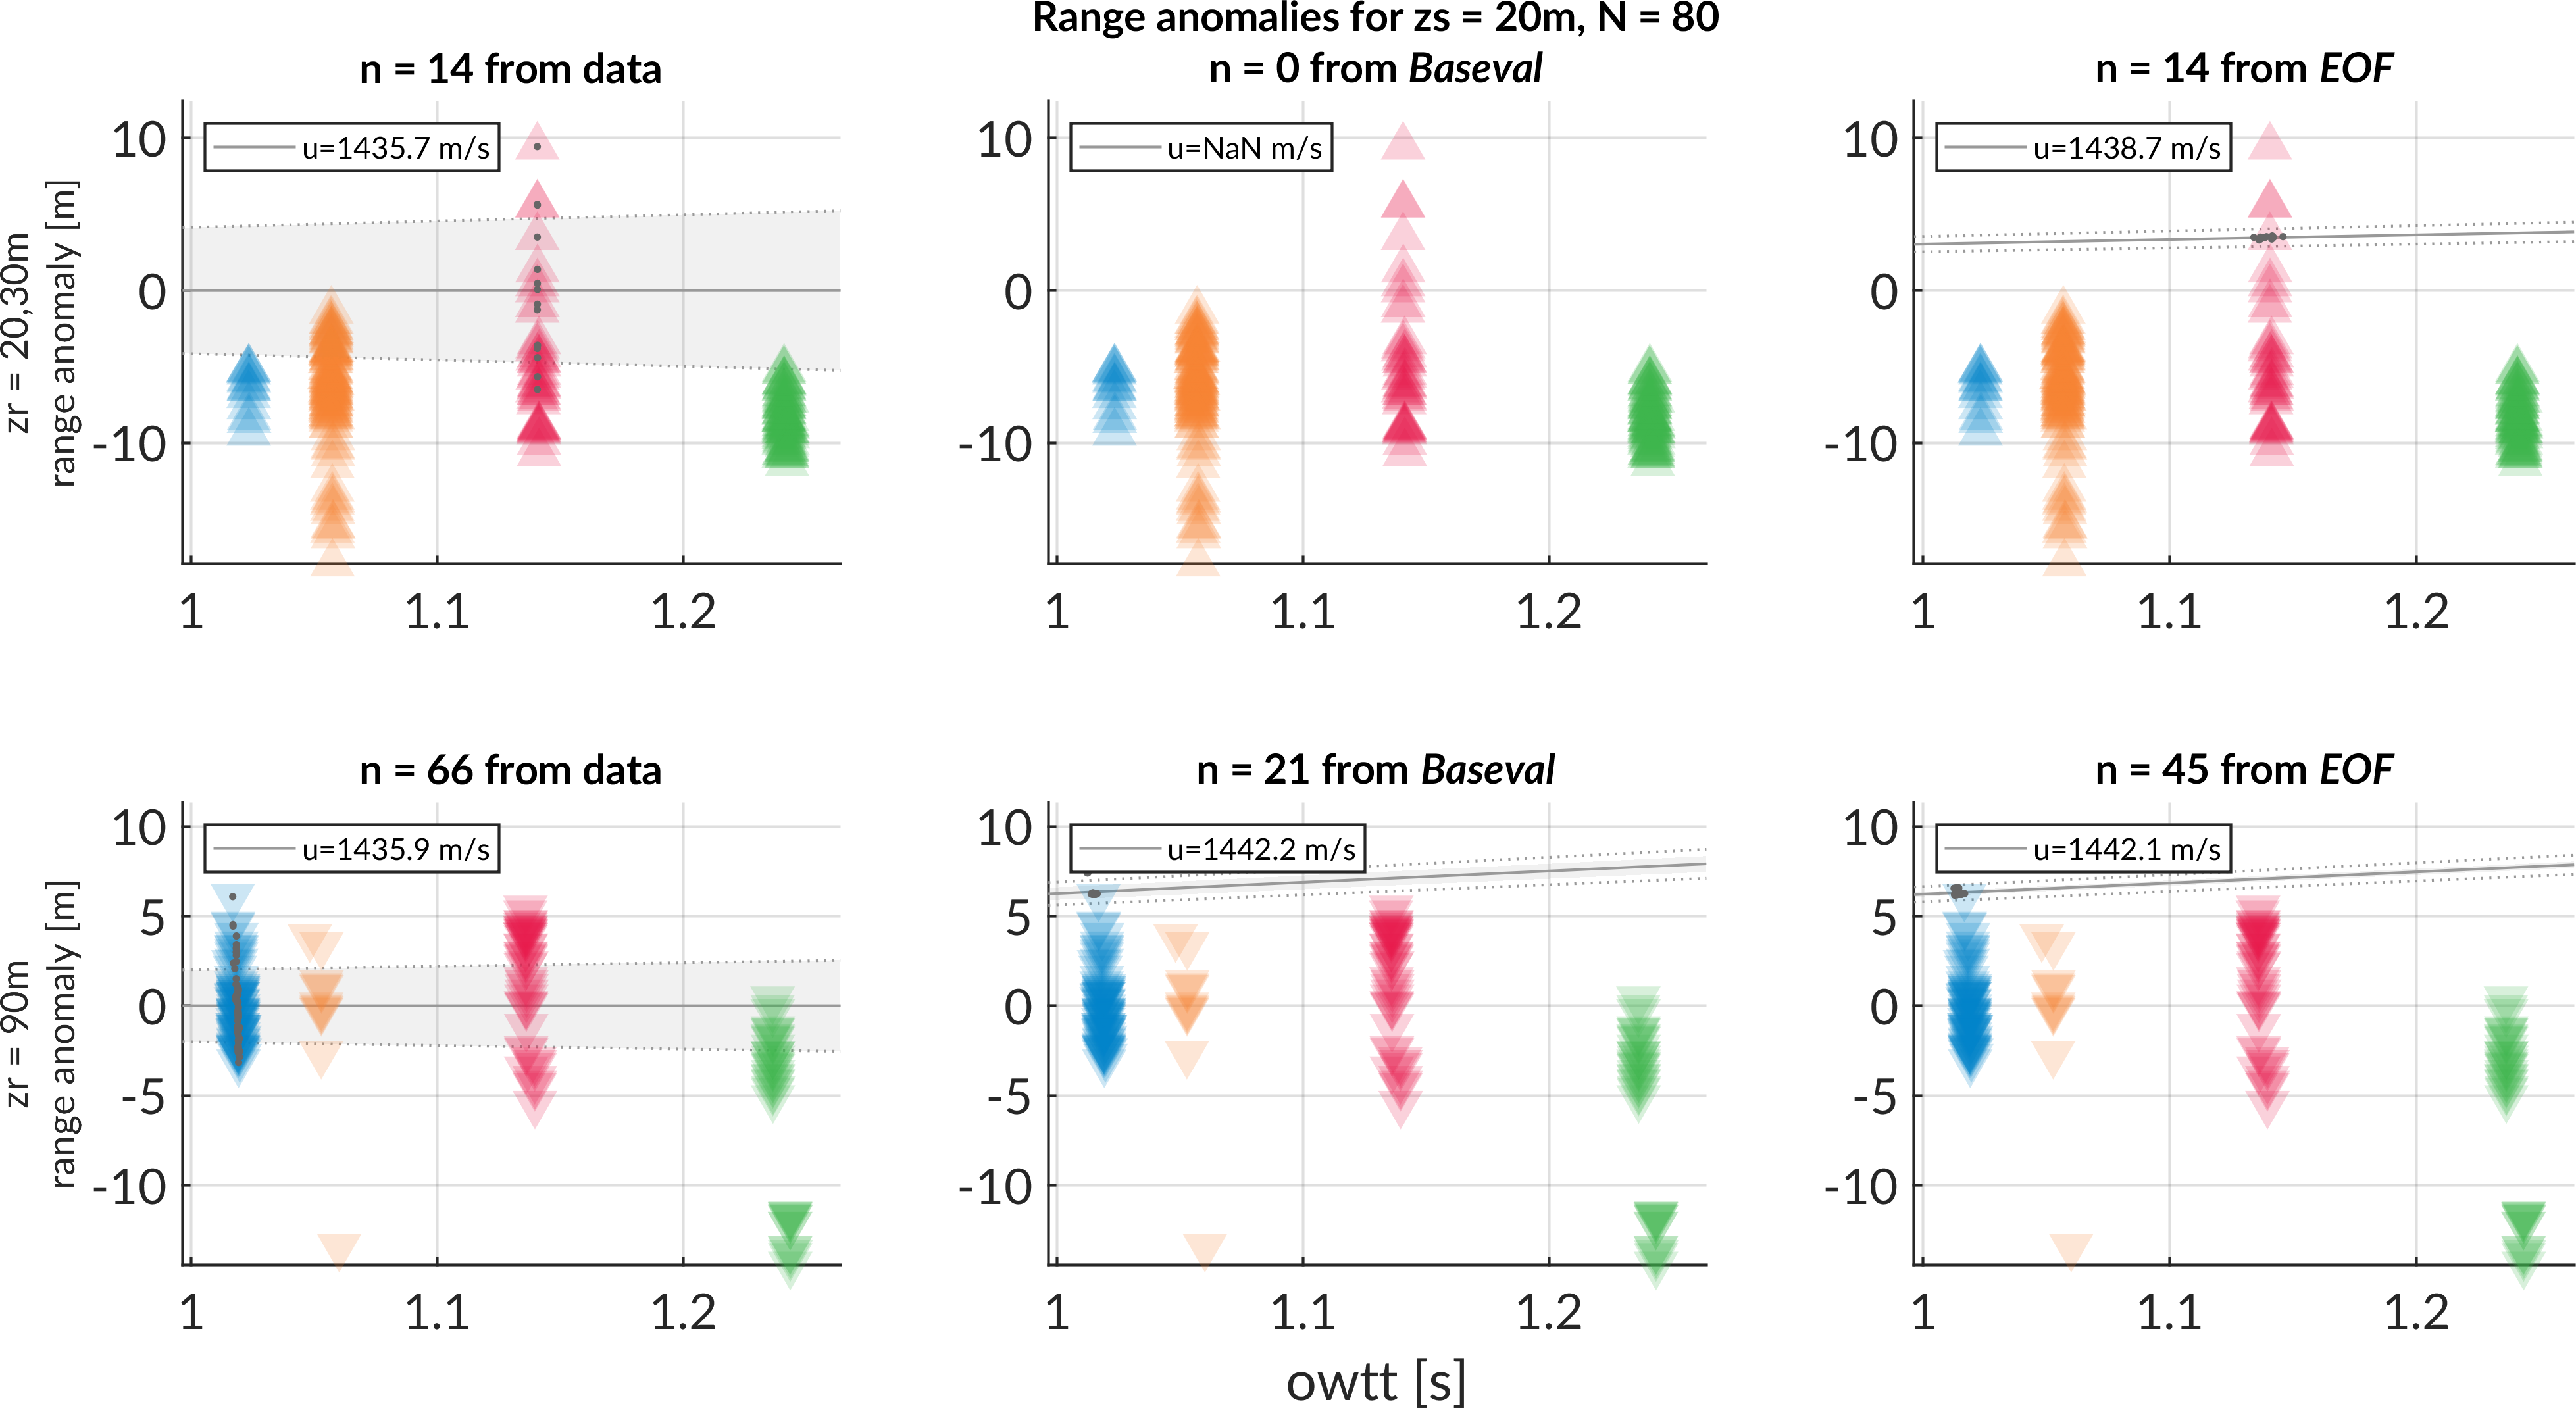 Range anomalies for zs = 20m, N = 80
n = 14 from data
n = 0 from Baseval
n = 14 from EOF
zr = 20,30m
range anomaly [m]
10
0
-10
u=1435.7 m/s
1
1.1
1.2
10
0
-10
u=NaN m/s
1
1.1
1.2
10
0
-10
u=1438.7 m/s
1
1.1
1.2
n = 66 from data
n = 21 from Baseval
n = 45 from EOF
zr = 90m
range anomaly [m]
10
5
0
-5
-10
u=1435.9 m/s
1
1.1
1.2
10
5
0
-5
-10
u=1442.2 m/s
1
1.1
1.2
10
5
0
-5
-10
u=1442.1 m/s
1
1.1
1.2
owtt [s]